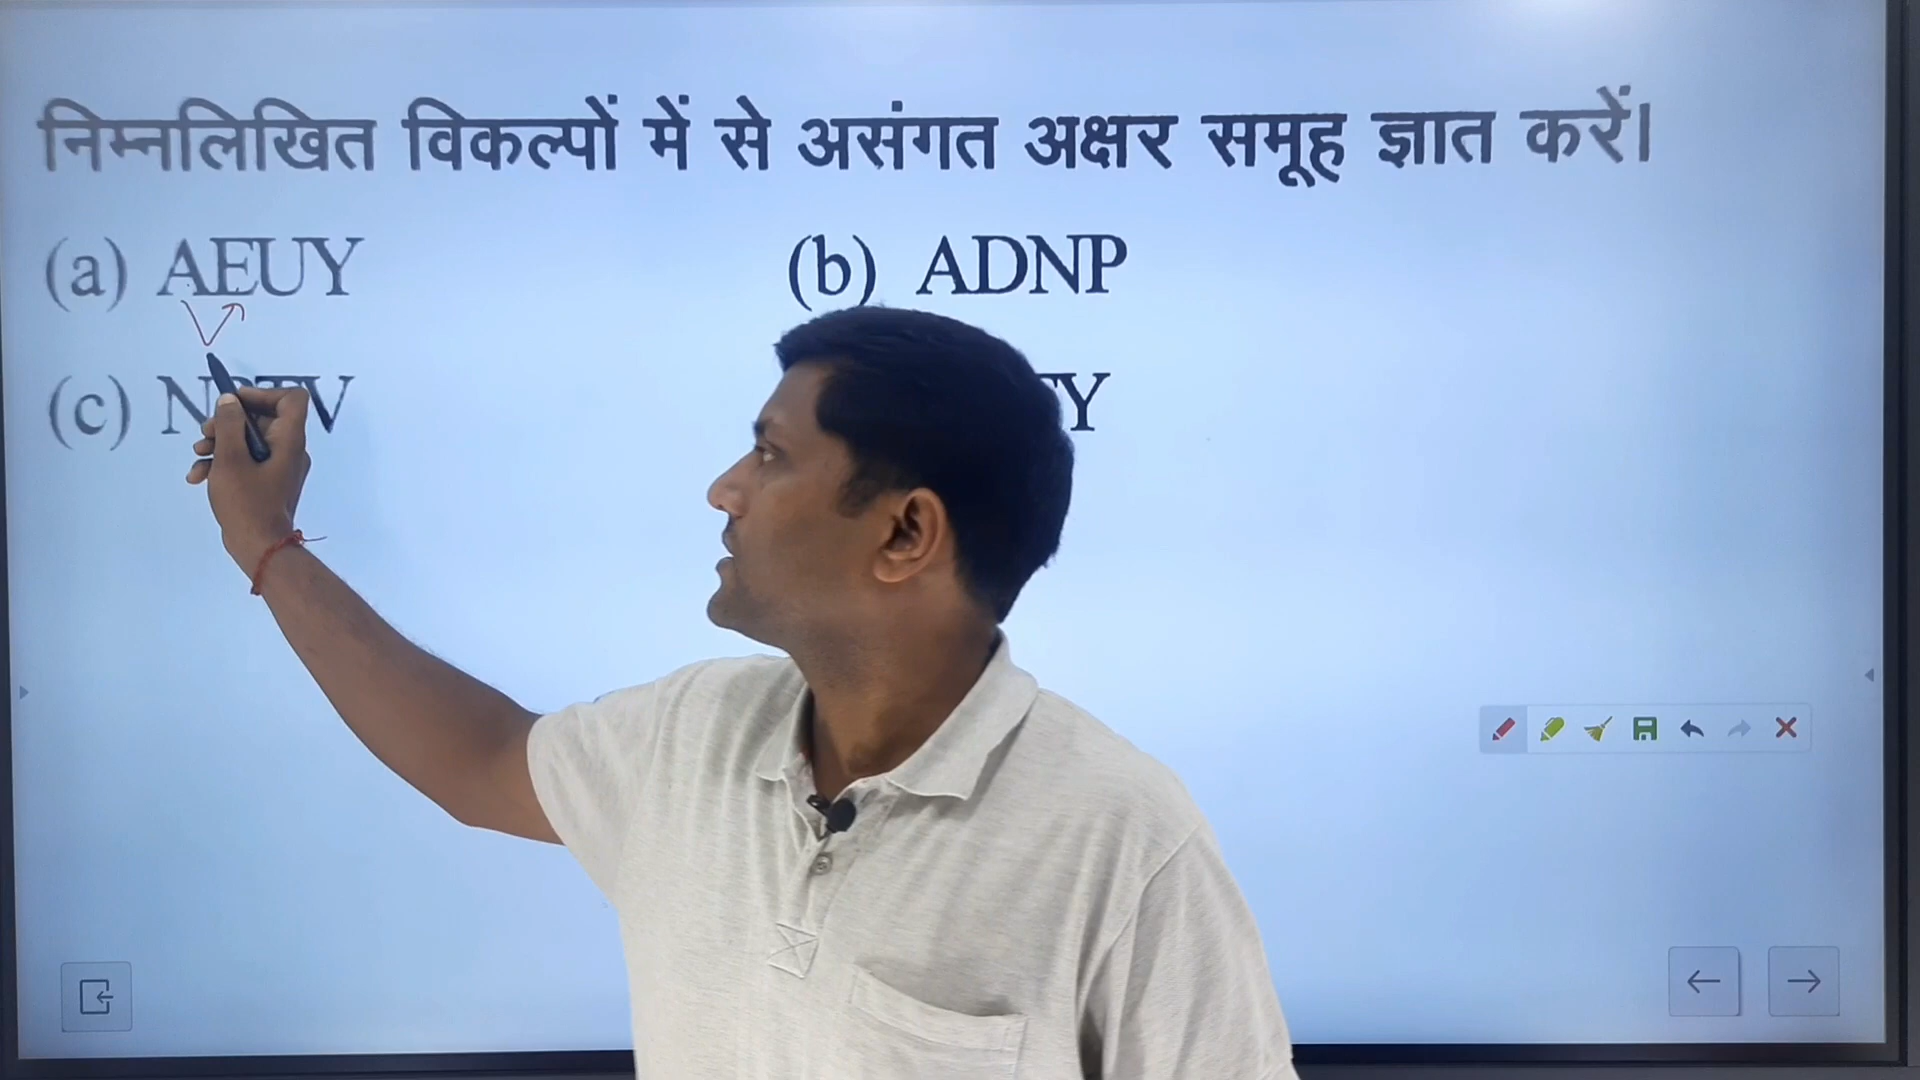 निम्नलिखित विकल्पों में से असंगत अक्षर समूह ज्ञात करें।
(a) AEUY (b) ADNP
(c)